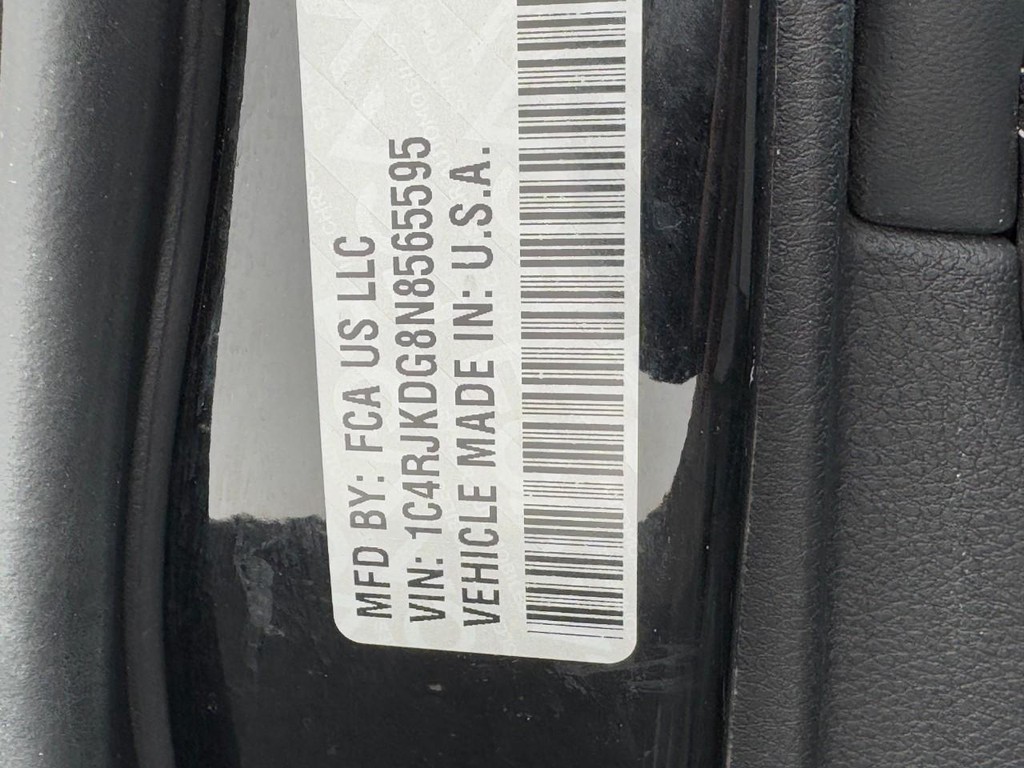 MFD BY: FCA US LLC
VIN: 1C4RJKDG8N8565595
VEHICLE MADE IN: U.S.A.